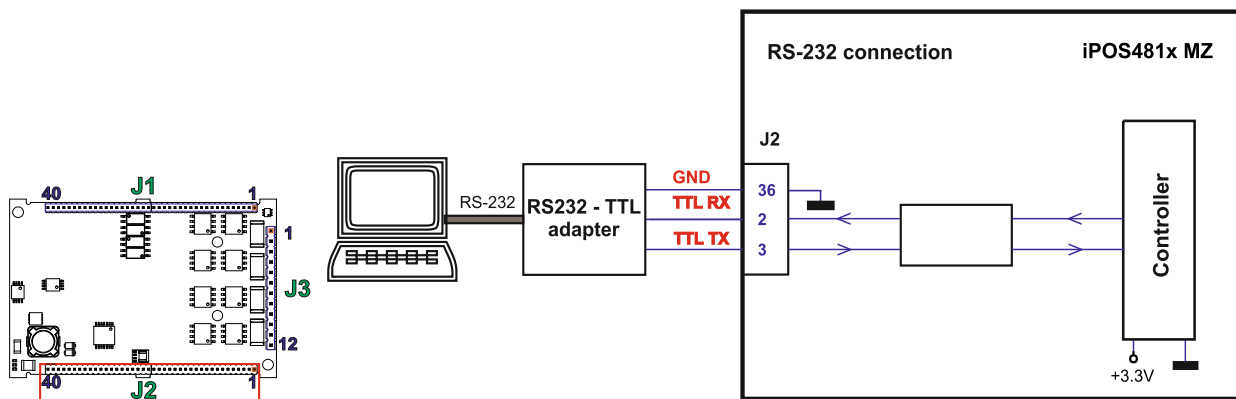 RS-232 connection
iPOS481x MZ
J2
GND
36
TTL RX
2
TTL TX
3
RS-232
RS232 - TTL
adapter
Controller
+3.3V
40
J1
1
1
J3
12
40
J2
1